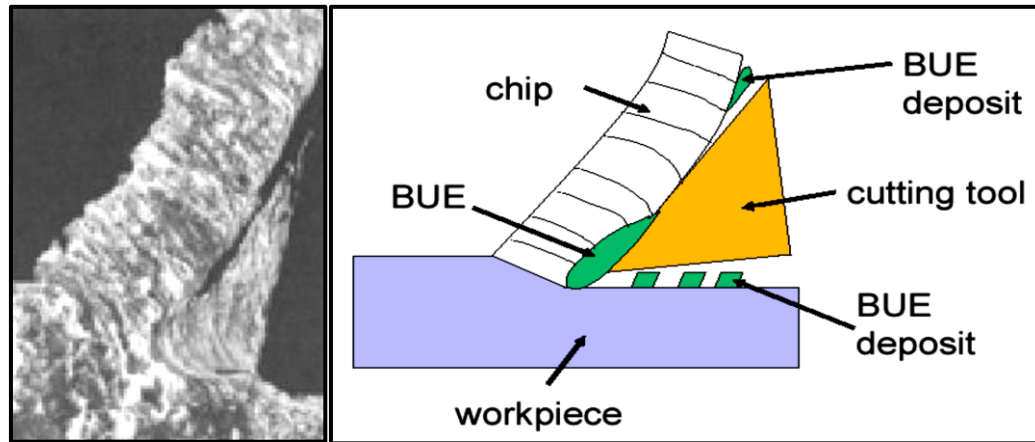 BUE
deposit
chip
BUE
cutting tool
BUE
deposit
workpiece